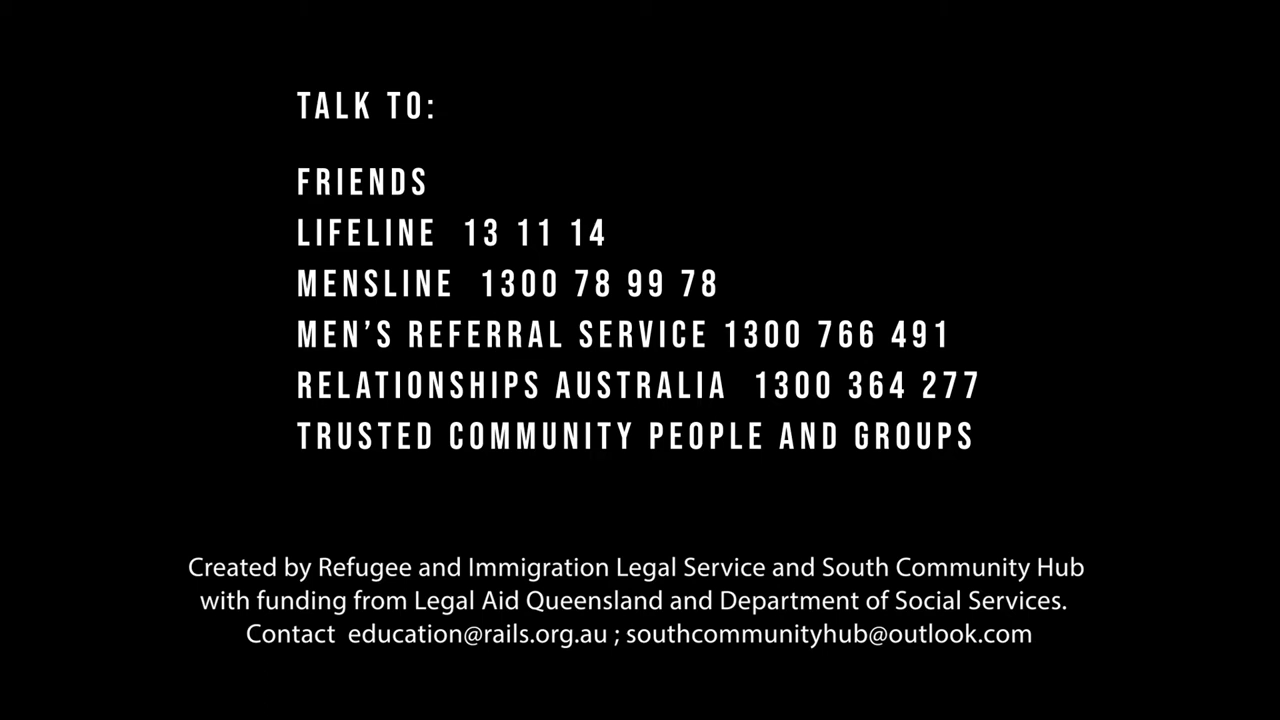 TALK TO:
FRIENDS
LIFELINE 13 11 14
MENSLINE 1300 78 99 78
MEN'S REFERRAL SERVICE 1300 766 491
RELATIONSHIPS AUSTRALIA 1300 364 277
TRUSTED COMMUNITY PEOPLE AND GROUPS
Created by Refugee and Immigration Legal Service and South Community Hub
with funding from Legal Aid Queensland and Department of Social Services.
Contact education@rails.org.au ; southcommunityhub@outlook.com